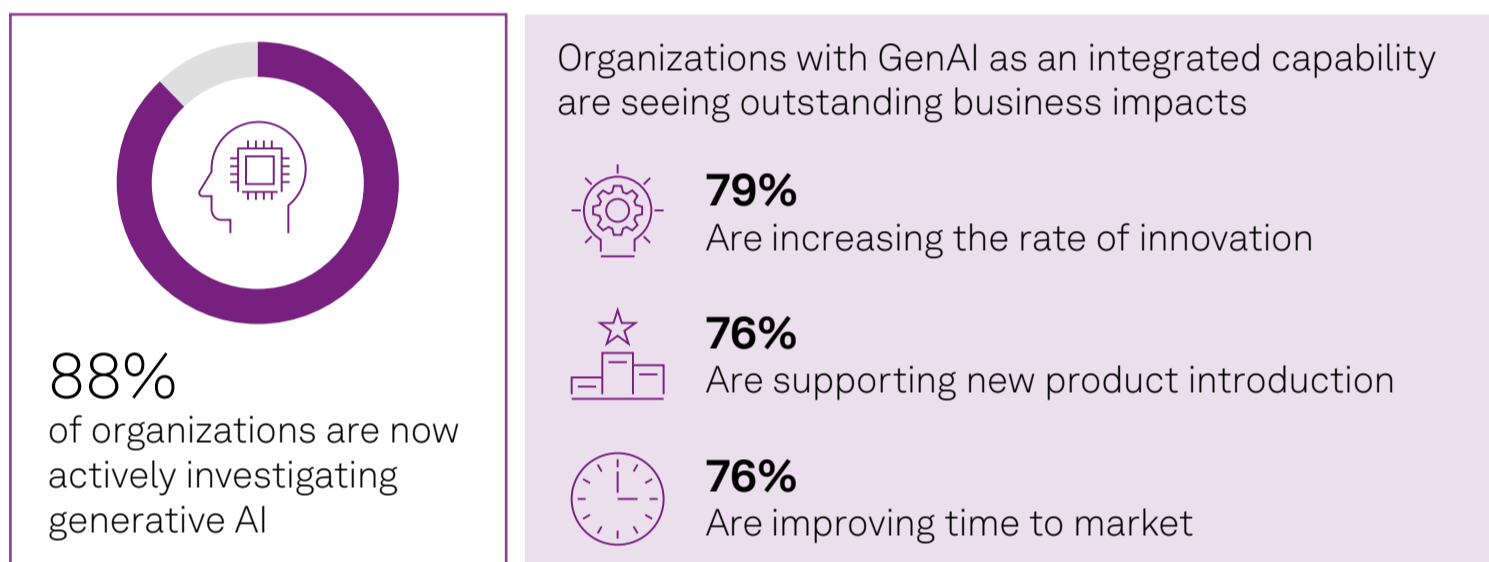 88%
of organizations are now
actively investigating
generative AI
Organizations with GenAI as an integrated capability
are seeing outstanding business impacts
79%
Are increasing the rate of innovation
76%
Are supporting new product introduction
76%
Are improving time to market